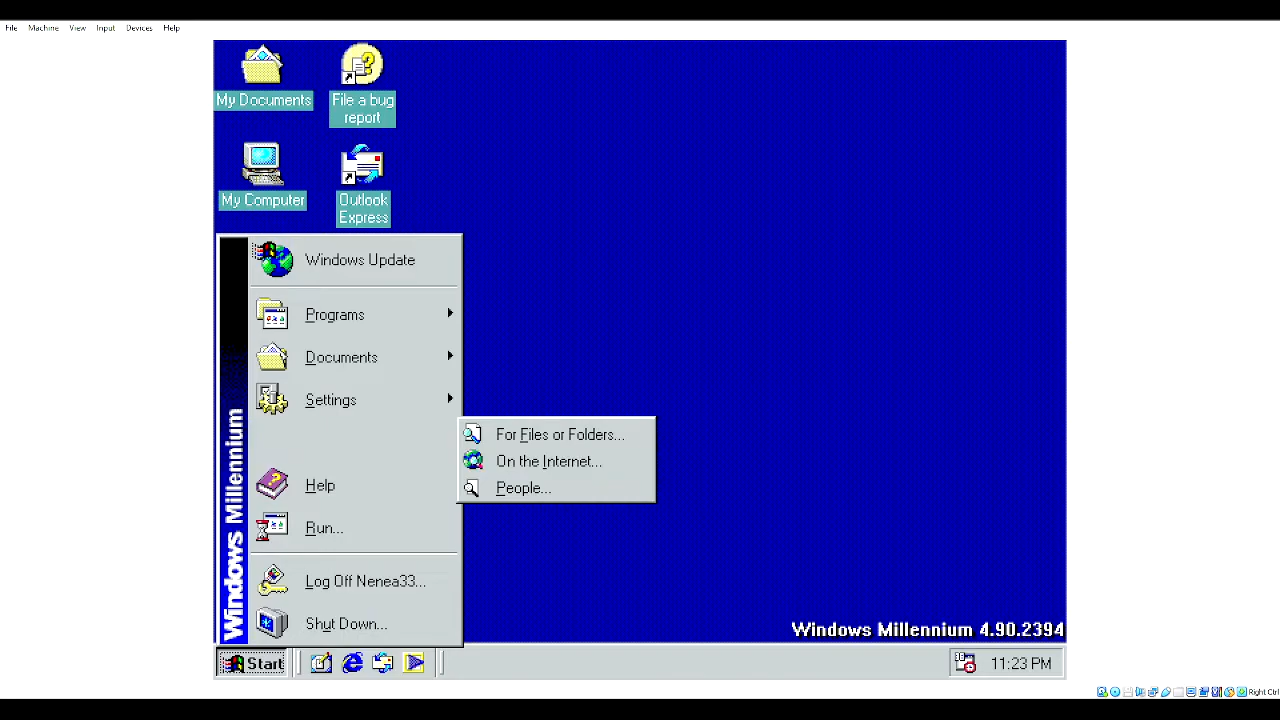 File Machine View Input Devices Help
My Documents
File a bug
report
My Computer
Outlook
Express
Windows Update
Programs
Documents
Settings
For Files or Folders...
On the Internet...
People...
Help
Run...
Log Off Nenea33...
Shut Down...
Windows Millennium
Windows Millennium 4.90.2394
Start
11:23 PM
Right Ctrl